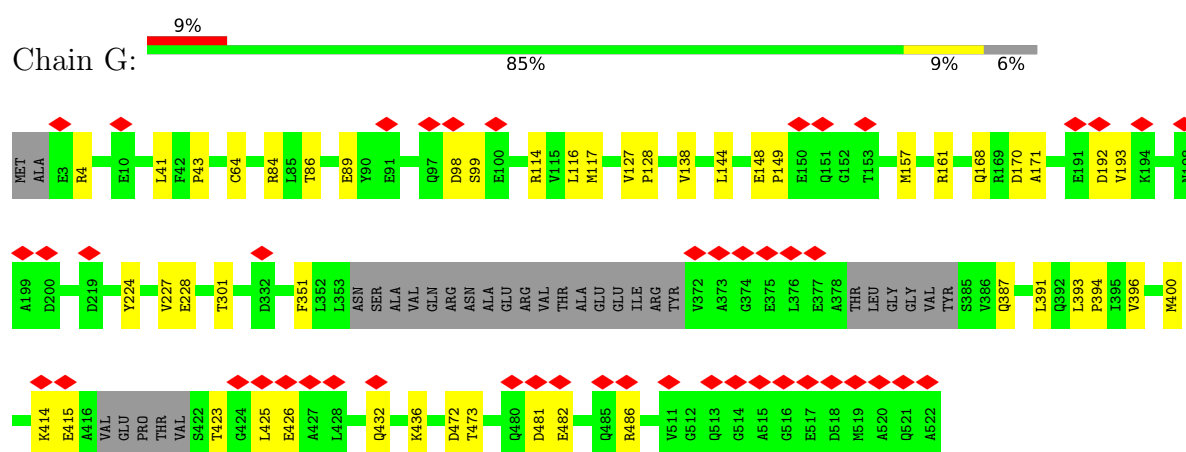 9%
Chain G:
85% 9% 6%
MET ALA E3 R4 E10 L41 F42 P43 C64 R84 L85 T86 E89 Y90 E91 Q97 D98 S99 E100 R114 V115 L116 M117 V127 P128 V138 L144 E148 P149 E150 Q151 G152 T153 M157 R161 Q168 R169 D170 A171 E191 D192 V193 K194
A199 D200 D219 Y224 V227 E228 T301 D332 F351 L352 L353 ASN SER ALA VAL GLN ARG ASN ALA GLU ARG VAL THR ALA GLU GLU ILE ARG TYR V372 A373 G374 E375 L376 E377 A378 THR LEU GLY GLY VAL TYR S385 V386 Q387 L391 Q392 L393 P394 I395 V396 M400
K414 E415 A416 VAL GLU PRO THR VAL S422 T423 G424 L425 E426 A427 L428 Q432 K436 D472 T473 Q480 D481 E482 Q485 R486 V511 G512 Q513 G514 A515 G516 E517 D518 M519 A520 Q521 A522